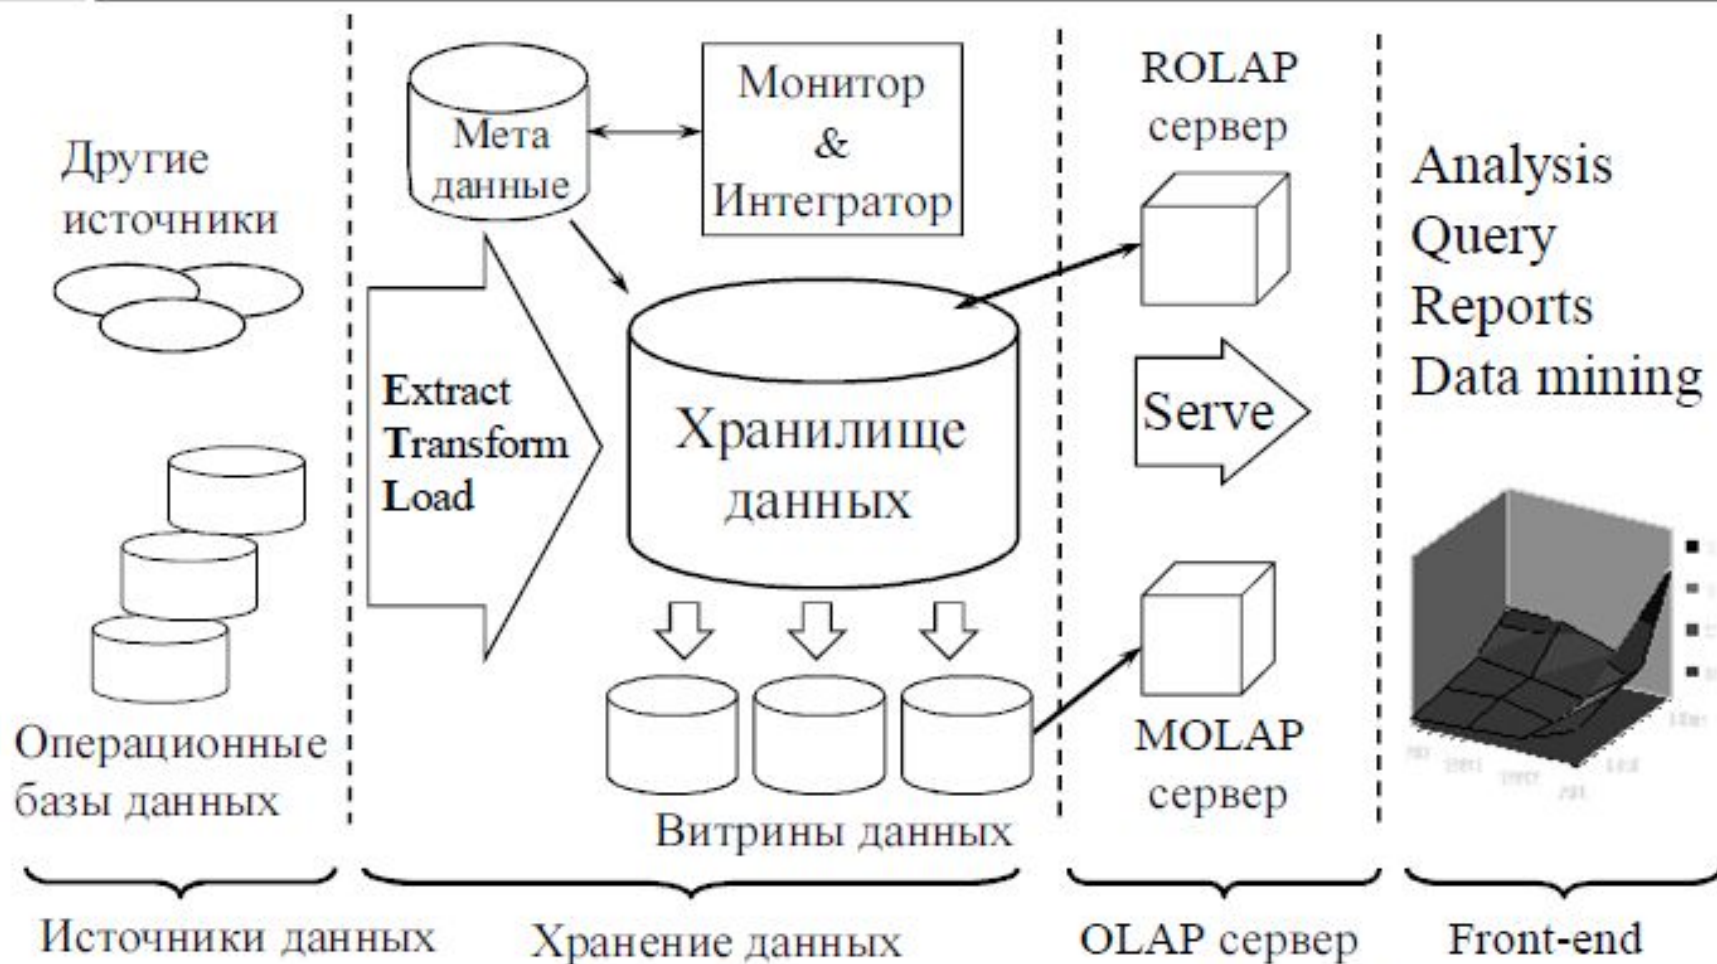 Другие
источники
Операционные
базы данных
Источники данных
Мета
данные
Монитор
&
Интегратор
Extract
Transform
Load
Хранилище
данных
Витрины данных
Хранение данных
ROLAP
сервер
Serve
MOLAP
сервер
OLAP сервер
Analysis
Query
Reports
Data mining
Front-end